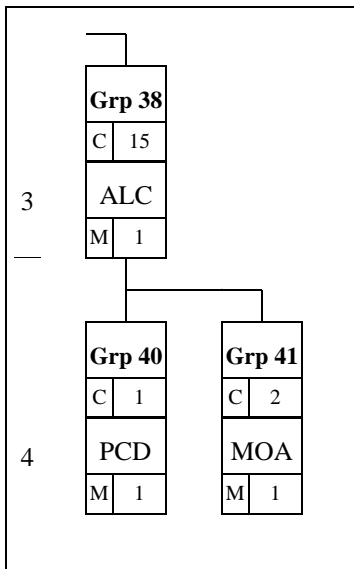 Grp 38
C 15
3 ALC
M 1
Grp 40 Grp 41
C 1 C 2
4 PCD MOA
M 1 M 1